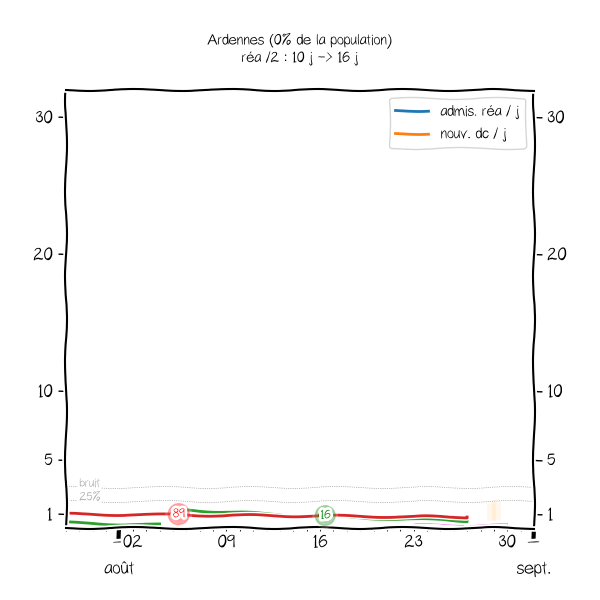 Ardennes (0% de la population)
réa /2 : 10 j -> 16 j
admis. réa / j
nouv. dc / j
30
30
20
20
10
10
5
5
bruit
25%
1
89
16
1
02
09
16
23
30
août
sept.